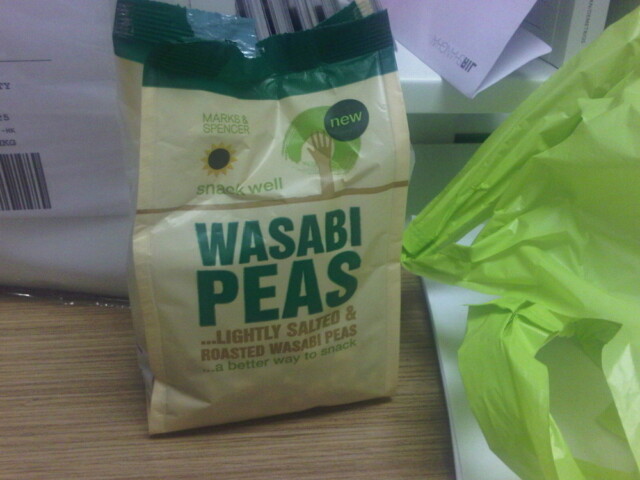 MARKS &
SPENCER
new
snack well
WASABI
PEAS
...LIGHTLY SALTED &
ROASTED WASABI PEAS
...a better way to snack